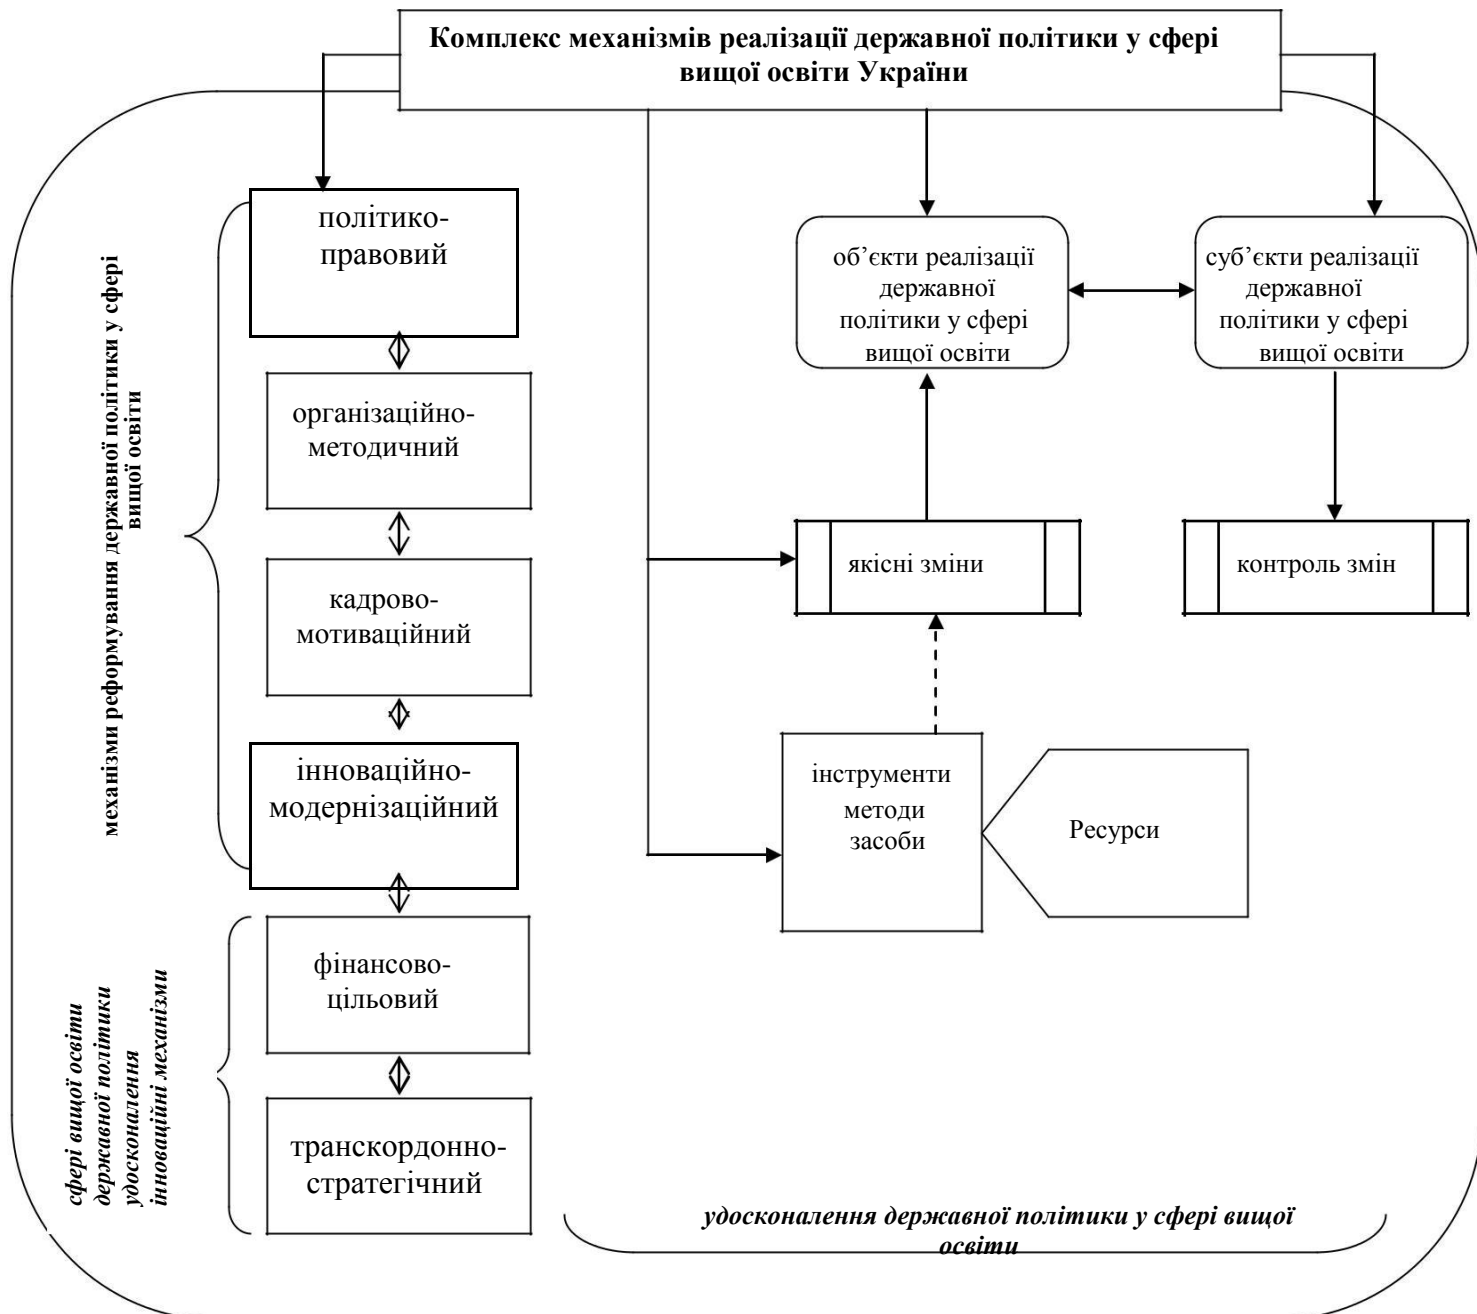 Комплекс механізмів реалізації державної політики у сфері
вищої освіти України
механізми реформування державної політики у сфері
вищої освіти
політико-
правовий
організаційно-
методичний
кадрово-
мотиваційний
інноваційно-
модернізаційний
сфері вищої освіти
державної політики
удосконалення
інноваційні механізми
фінансово-
цільовий
транскордонно-
стратегічний
об’єкти реалізації
державної
політики у сфері
вищої освіти
суб’єкти реалізації
державної
політики у сфері
вищої освіти
якісні зміни
контроль змін
інструменти
методи
засоби
Ресурси
удосконалення державної політики у сфері вищої
освіти